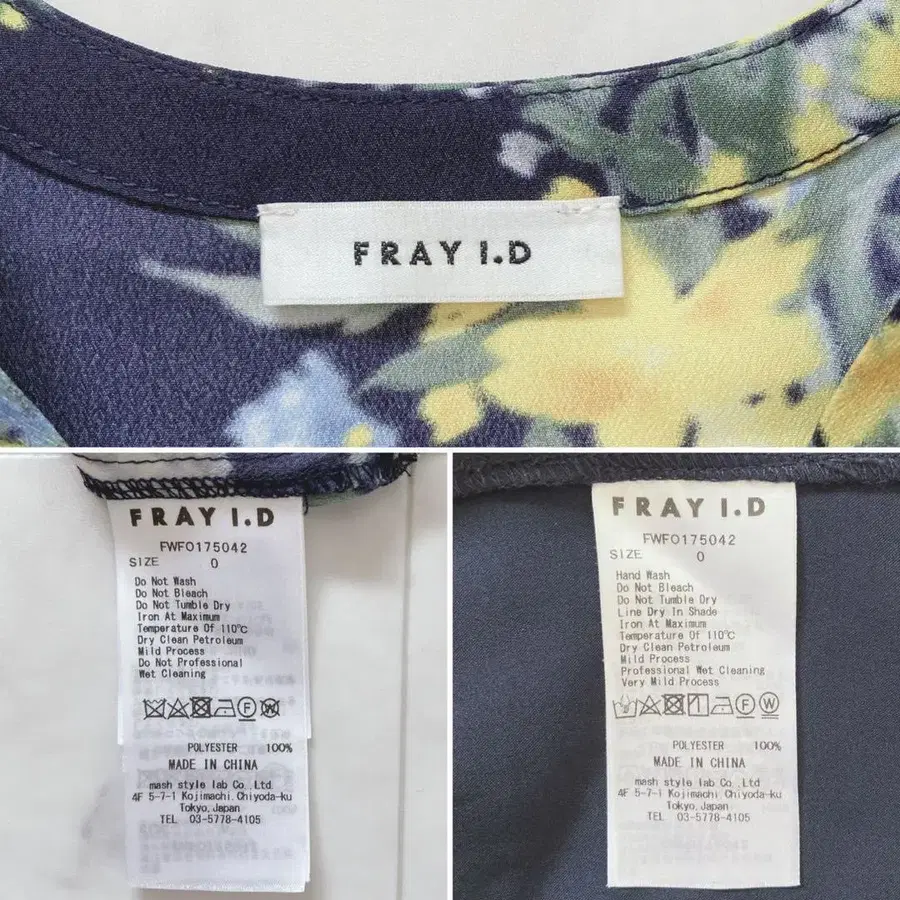 FRAY I.D
FRAY I.D
FWFO175042
SIZE 0
Do Not Wash
Do Not Bleach
Do Not Tumble Dry
Iron At Maximum
Temperature Of 110℃
Dry Clean Petroleum
Mild Process
Do Not Professional
Wet Cleaning
F W
POLYESTER 100%
MADE IN CHINA
mash style lab Co. Ltd.
4F 5-7-1 Kojimachi. Chiyoda-ku
Tokyo. Japan
TEL 03-5778-4105
FRAY I.D
FWFO175042
SIZE 0
Hand Wash
Do Not Bleach
Do Not Tumble Dry
Line Dry In Shade
Iron At Maximum
Temperature Of 110℃
Dry Clean Petroleum
Mild Process
Professional Wet Cleaning
Very Mild Process
F W
POLYESTER 100%
MADE IN CHINA
mash style lab Co. Ltd.
4F 5-7-1 Kojimachi. Chiyoda-ku
Tokyo. Japan
TEL 03-5778-4105